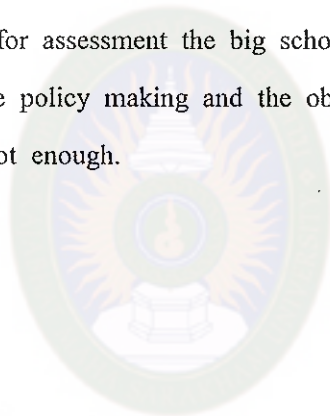 for assessment the big scho
e policy making and the ob
ot enough.